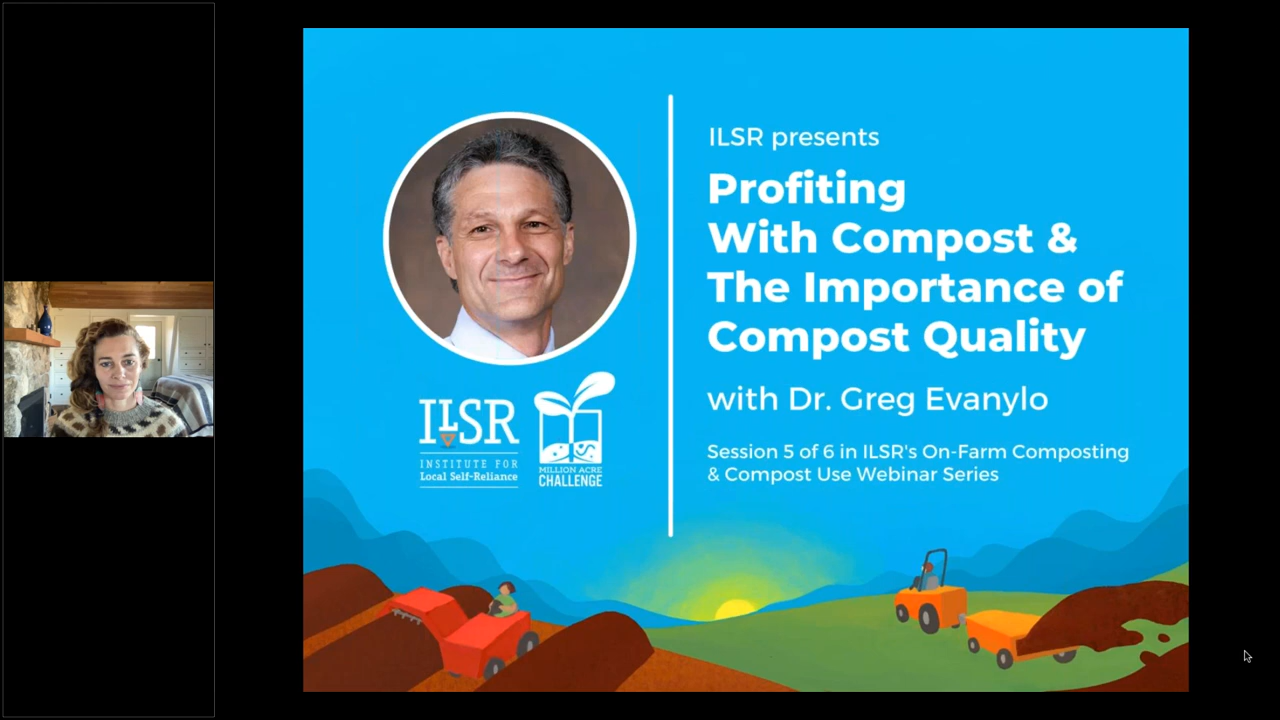 ILSR presents
Profiting
With Compost &
The Importance of
Compost Quality
with Dr. Greg Evanylo
Session 5 of 6 in ILSR's On-Farm Composting
& Compost Use Webinar Series
ILSR
INSTITUTE FOR
Local Self-Reliance
MILLION ACRE
CHALLENGE